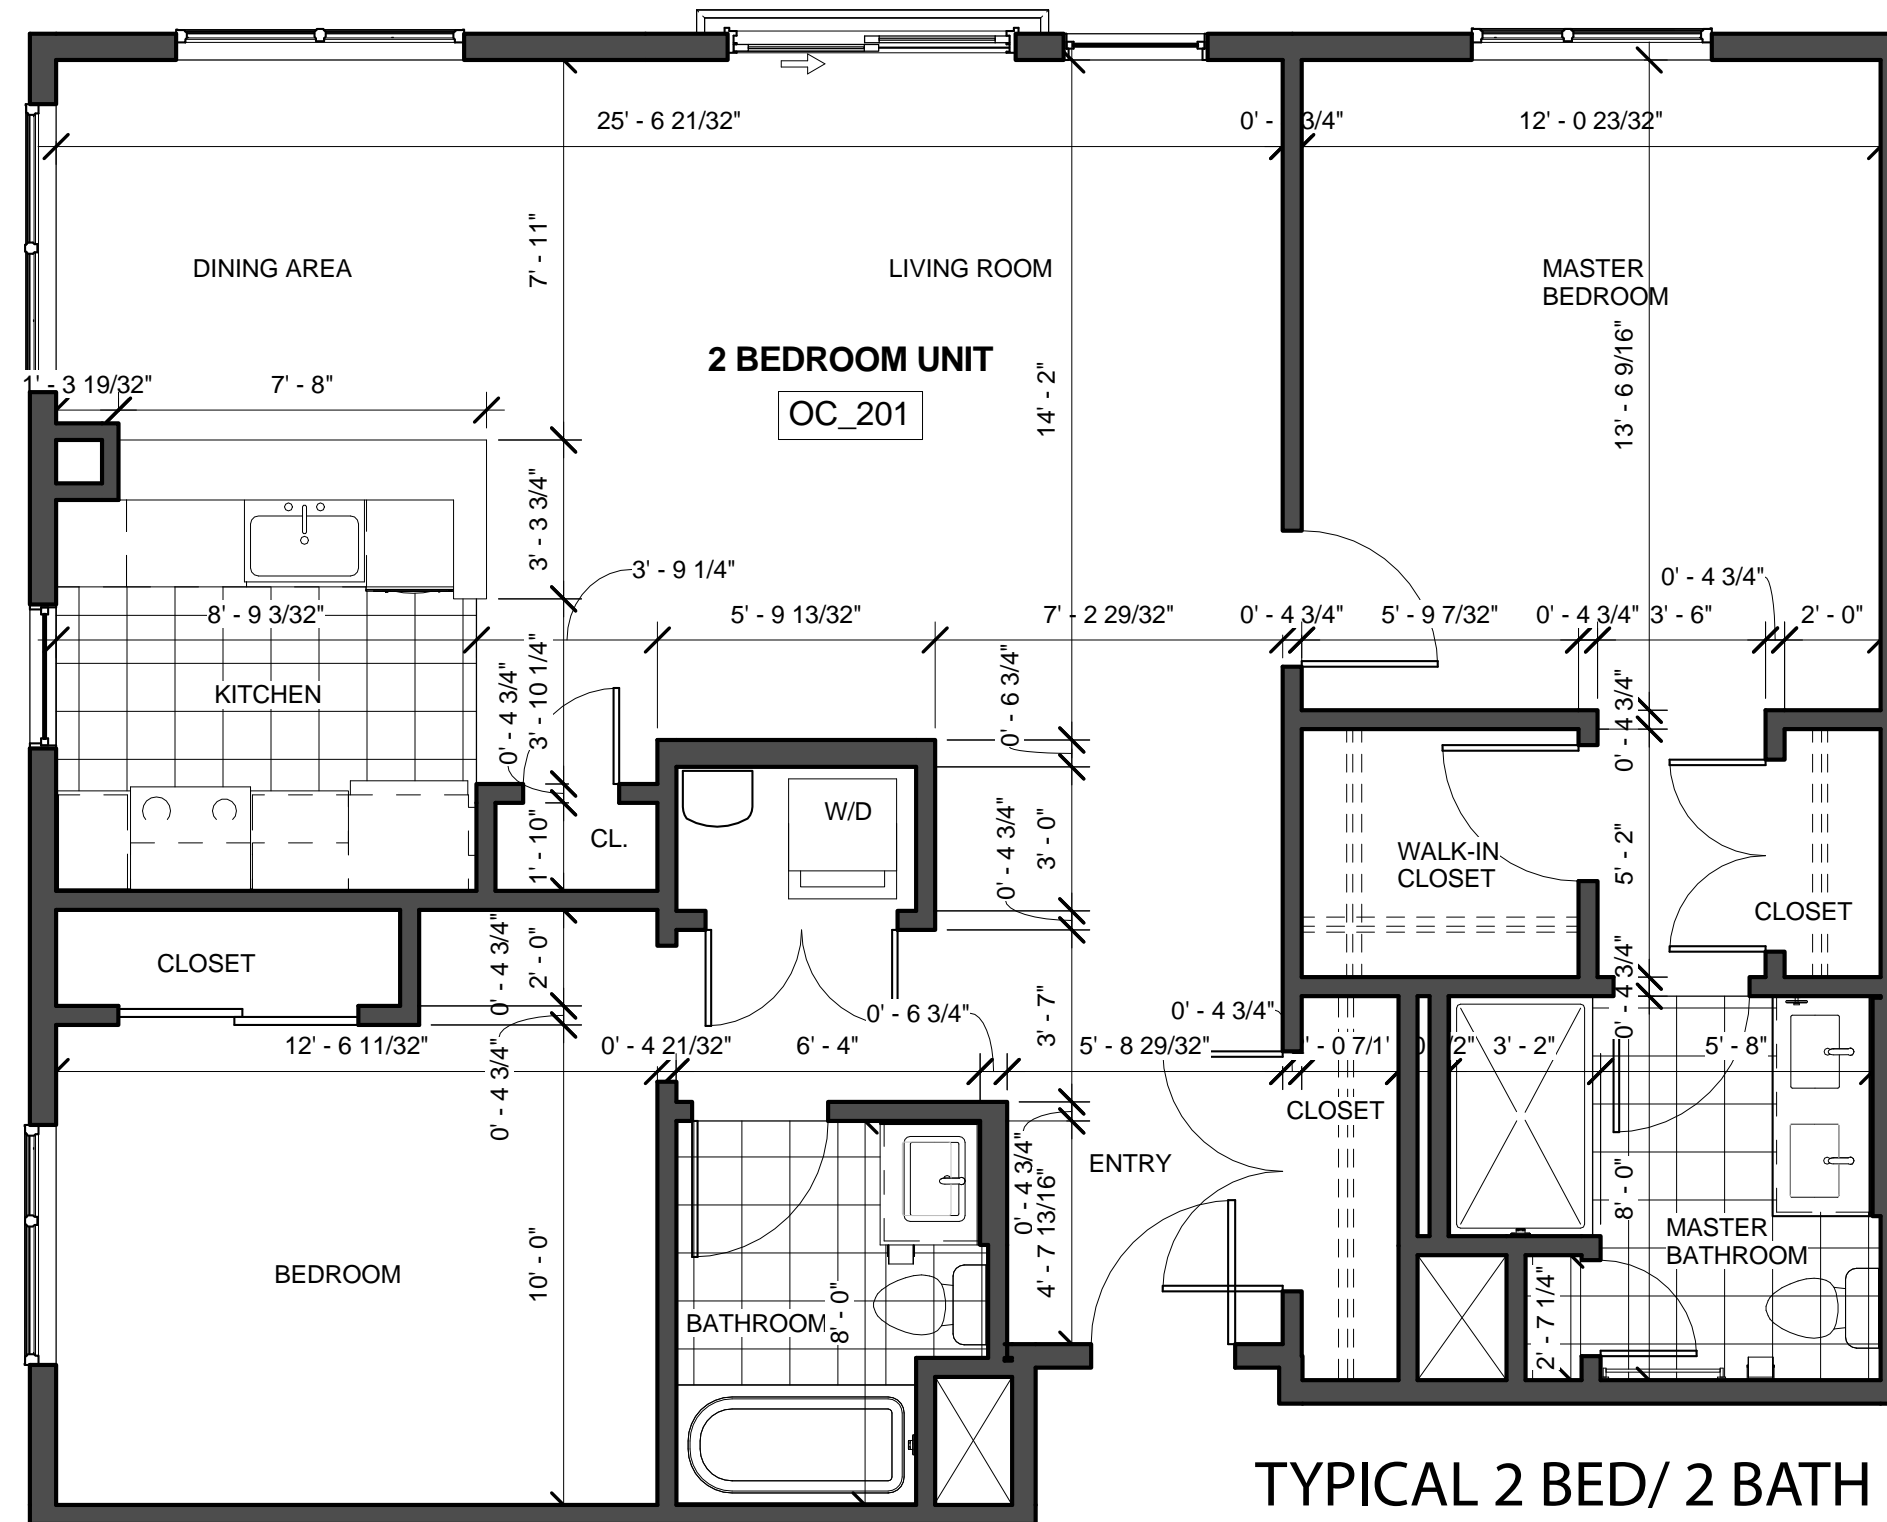 25' - 6 21/32"
0' - 3/4"
12' - 0 23/32"
7' - 11"
DINING AREA
LIVING ROOM
MASTER
BEDROOM
2 BEDROOM UNIT
OC_201
1' - 3 19/32"
7' - 8"
14' - 2"
13' - 6 9/16"
3' - 3 3/4"
3' - 9 1/4"
0' - 4 3/4"
8' - 9 3/32"
5' - 9 13/32"
7' - 2 29/32"
0' - 4 3/4"
5' - 9 7/32"
0' - 4 3/4"
3' - 6"
2' - 0"
KITCHEN
0' - 4 3/4"
3' - 10 1/4"
0' - 6 3/4"
0' - 4 3/4"
W/D
CL.
1' - 10"
0' - 4 3/4"
3' - 0"
WALK-IN
CLOSET
5' - 2"
CLOSET
CLOSET
0' - 4 3/4"
2' - 0"
0' - 6 3/4"
3' - 7"
0' - 4 3/4"
0' - 4 3/4"
12' - 6 11/32"
0' - 4 3/4"
0' - 4 21/32"
6' - 4"
5' - 8 29/32"
' - 0 7/1'
3' - 2"
5' - 8"
CLOSET
ENTRY
0' - 4 3/4"
4' - 7 13/16"
8' - 0"
MASTER
BATHROOM
BEDROOM
10' - 0"
BATHROOM
8' - 0"
2' - 7 1/4"
TYPICAL 2 BED/ 2 BATH